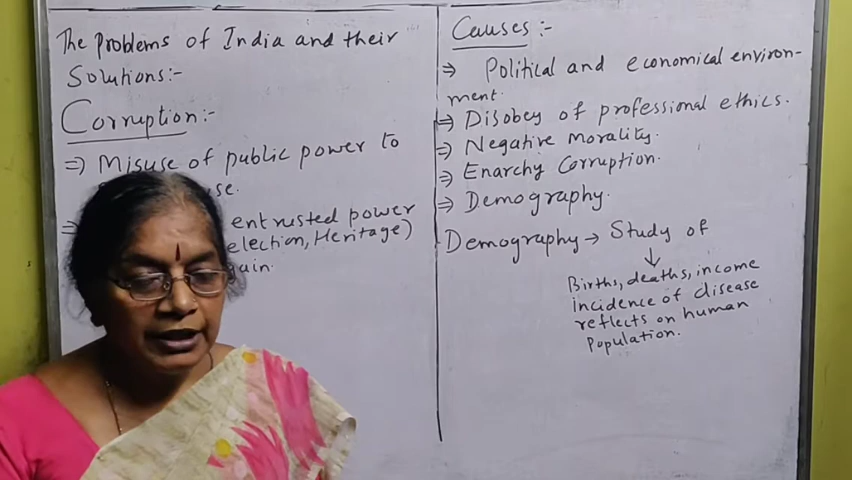 The Problems of India and their
Solutions:-
Corruption:-
⇒ Misuse of public power to
use.
⇒ entrusted power
election, Heritage)
gain.
Causes :-
⇒ Political and economical environ-
ment.
⇒ Disobey of professional ethics.
⇒ Negative morality.
⇒ Enarchy Corruption.
⇒ Demography.
Demography → Study of
↓
Births, deaths, income
incidence of disease
reflects on human
population.